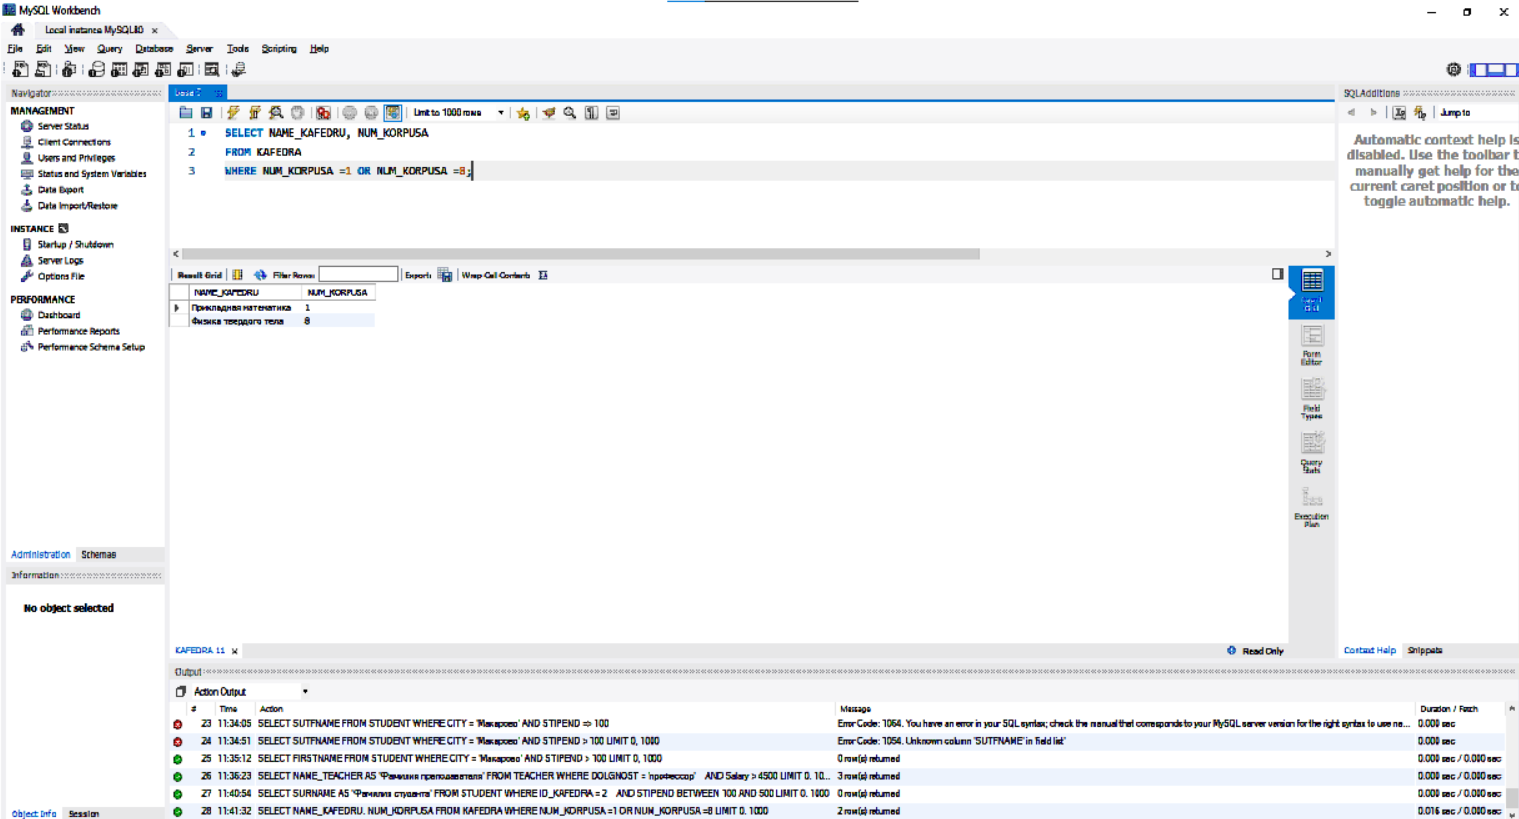 MySQL Workbench
Local instance MySQL80 ×
File Edit View Query Database Server Tools Scripting Help
Navigator
MANAGEMENT
Server Status
Client Connections
Users and Privileges
Status and System Variables
Data Export
Data Import/Restore
INSTANCE
Startup / Shutdown
Server Logs
Options File
PERFORMANCE
Dashboard
Performance Reports
Performance Schema Setup
Administration Schemas
Information
No object selected
Object Info Session
Limit to 1000 rows
1 SELECT NAME_KAFEDRU, NUM_KORPUSA
2 FROM KAFEDRA
3 WHERE NUM_KORPUSA =1 OR NUM_KORPUSA =8;
Result Grid Filter Rows: Export: Wrap Cell Content:
NAME_KAFEDRU NUM_KORPUSA
Прикладная математика 1
Физика твердого тела 8
Form Editor
Field Types
Query Stats
Execution Plan
KAFEDRA 11 × Read Only
SQLAdditions
Jump to
Automatic context help is
disabled. Use the toolbar t
manually get help for the
current caret position or to
toggle automatic help.
Context Help Snippets
Output
Action Output
# Time Action Message Duration / Fetch
23 11:34:05 SELECT SUTFNAME FROM STUDENT WHERE CITY = 'Макарово' AND STIPEND => 100 Error Code: 1064. You have an error in your SQL syntax; check the manual that corresponds to your MySQL server version for the right syntax to use ne... 0.000 sec
24 11:34:51 SELECT SUTFNAME FROM STUDENT WHERE CITY = 'Макарово' AND STIPEND > 100 LIMIT 0, 1000 Error Code: 1054. Unknown column 'SUTFNAME' in 'field list' 0.000 sec
25 11:35:12 SELECT FIRSTNAME FROM STUDENT WHERE CITY = 'Макарово' AND STIPEND > 100 LIMIT 0, 1000 0 row(s) returned 0.000 sec / 0.000 sec
26 11:36:23 SELECT NAME_TEACHER AS 'Фамилия преподавателя' FROM TEACHER WHERE DOLGNOST = 'профессор' AND Salary > 4500 LIMIT 0, 10... 3 row(s) returned 0.000 sec / 0.000 sec
27 11:40:54 SELECT SURNAME AS 'Фамилия студента' FROM STUDENT WHERE ID_KAFEDRA = 2 AND STIPEND BETWEEN 100 AND 500 LIMIT 0, 1000 0 row(s) returned 0.000 sec / 0.000 sec
28 11:41:32 SELECT NAME_KAFEDRU, NUM_KORPUSA FROM KAFEDRA WHERE NUM_KORPUSA =1 OR NUM_KORPUSA =8 LIMIT 0, 1000 2 row(s) returned 0.016 sec / 0.000 sec